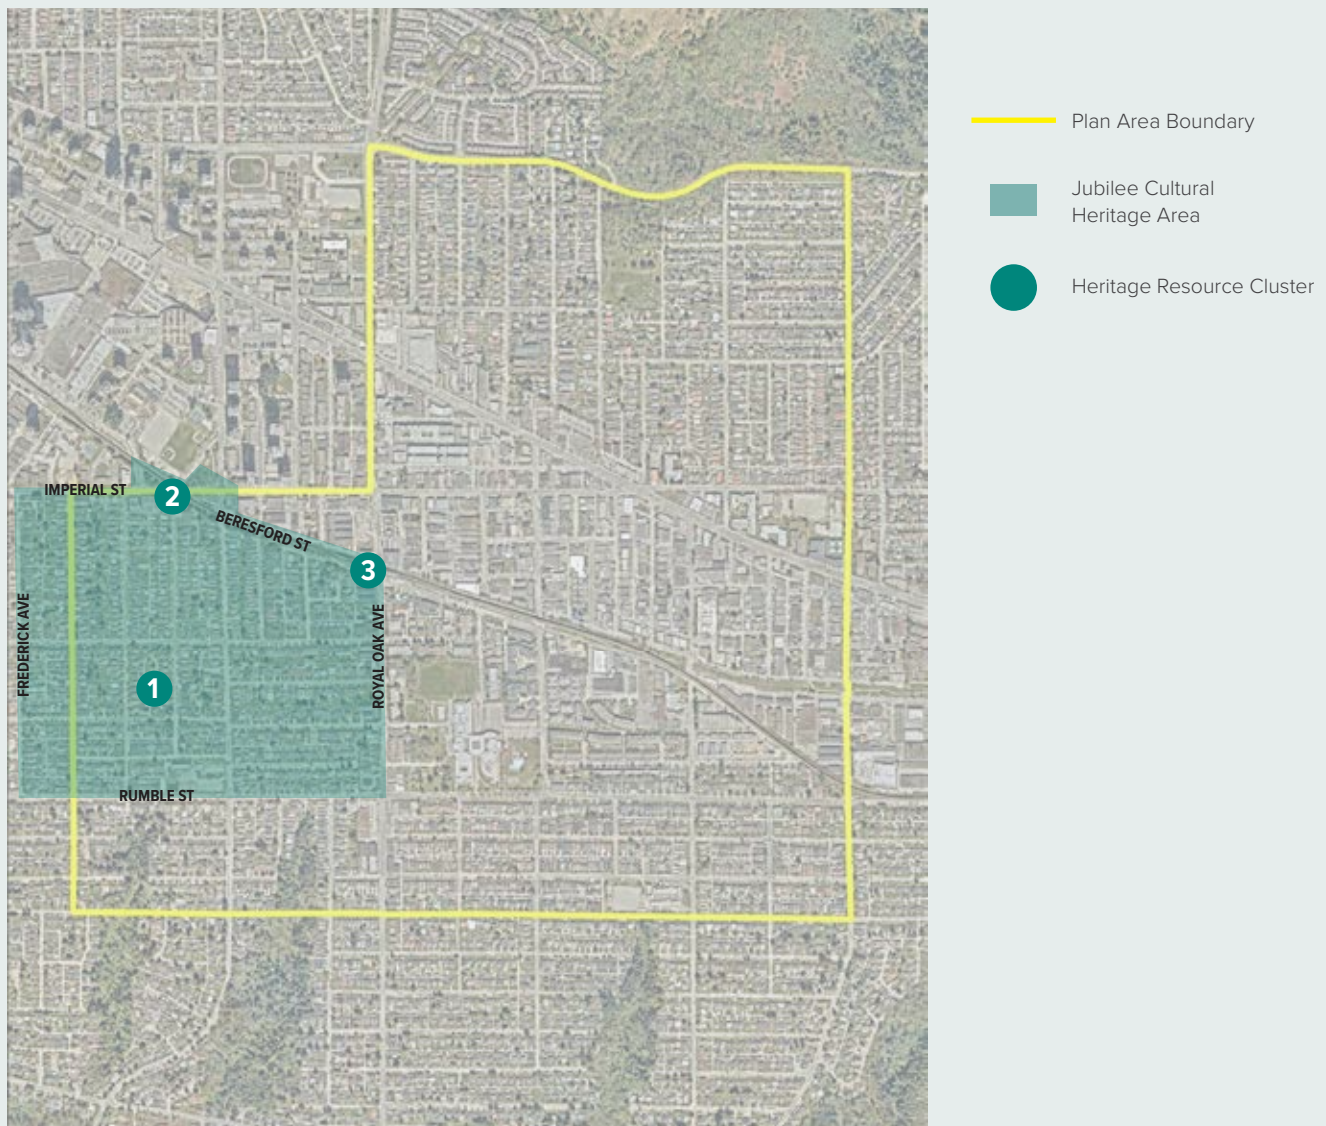 Plan Area Boundary
Jubilee Cultural
Heritage Area
Heritage Resource Cluster
IMPERIAL ST
2
BERESFORD ST
3
FREDERICK AVE
ROYAL OAK AVE
1
RUMBLE ST